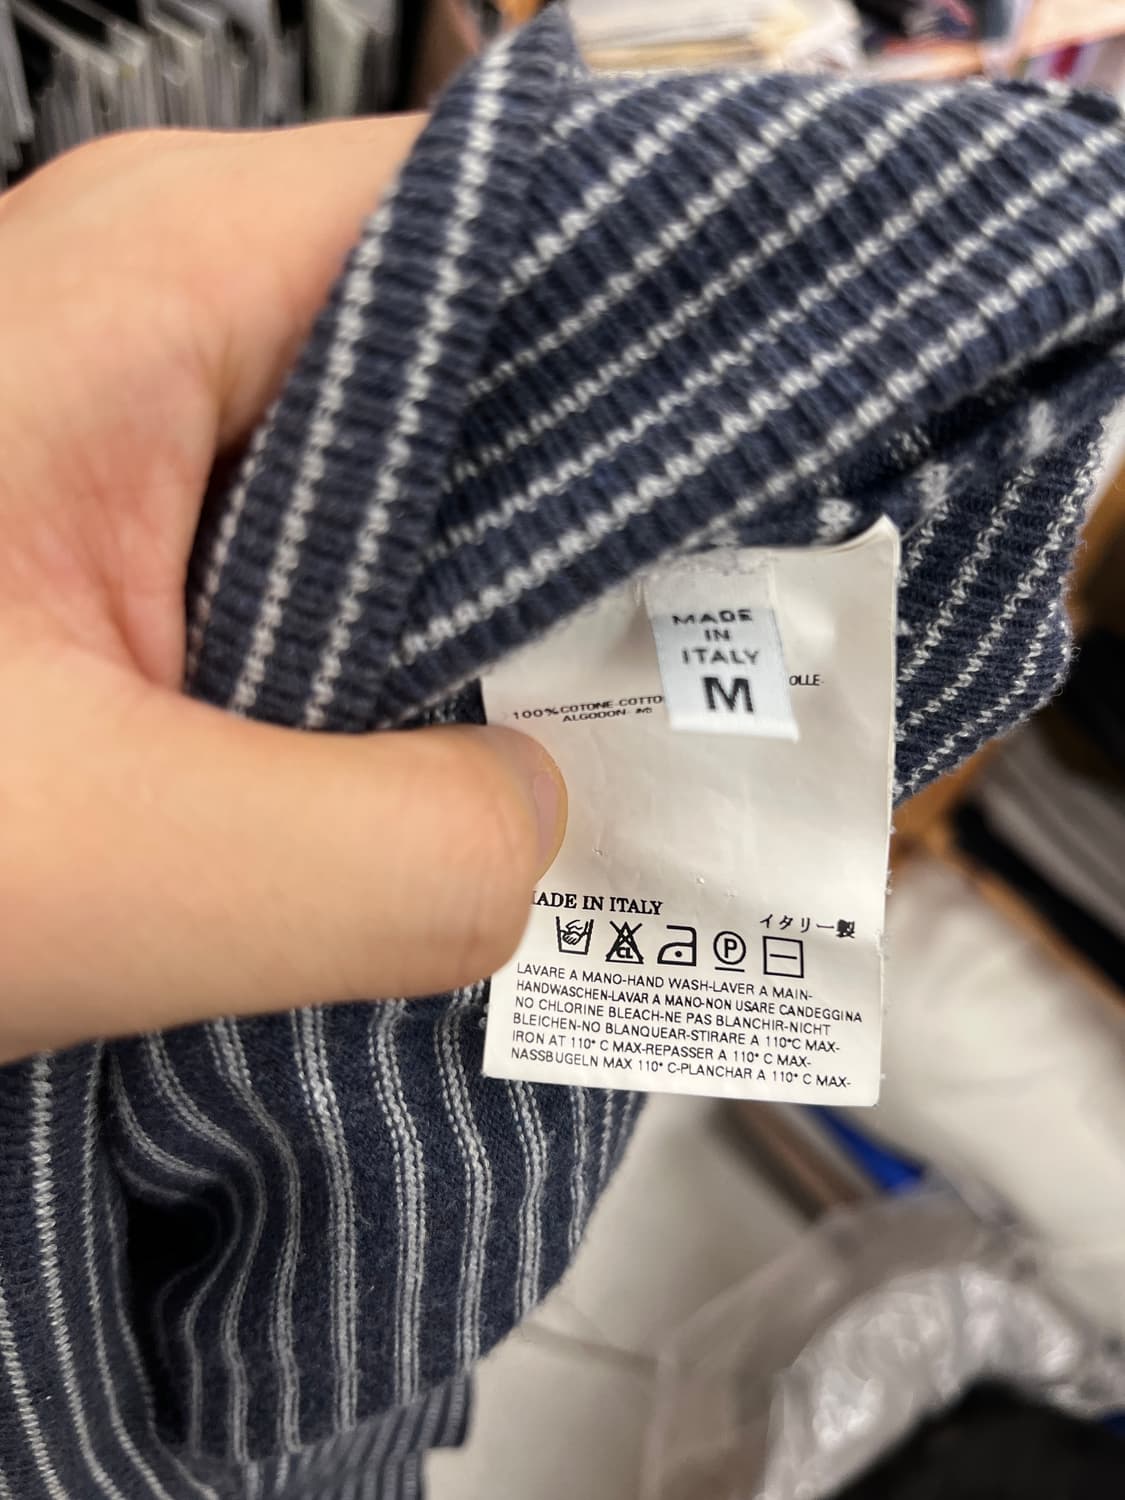 MADE
IN
ITALY
M
100% COTONE-COTTO
OLLE-
ALGODON-
MADE IN ITALY
イタリー製
P
LAVARE A MANO-HAND WASH-LAVER A MAIN-
HANDWASCHEN-LAVAR A MANO-NON USARE CANDEGGINA
NO CHLORINE BLEACH-NE PAS BLANCHIR-NICHT
BLEICHEN-NO BLANQUEAR-STIRARE A 110°C MAX-
IRON AT 110° C MAX-REPASSER A 110° C MAX-
NASSBUGELN MAX 110° C-PLANCHAR A 110° C MAX-